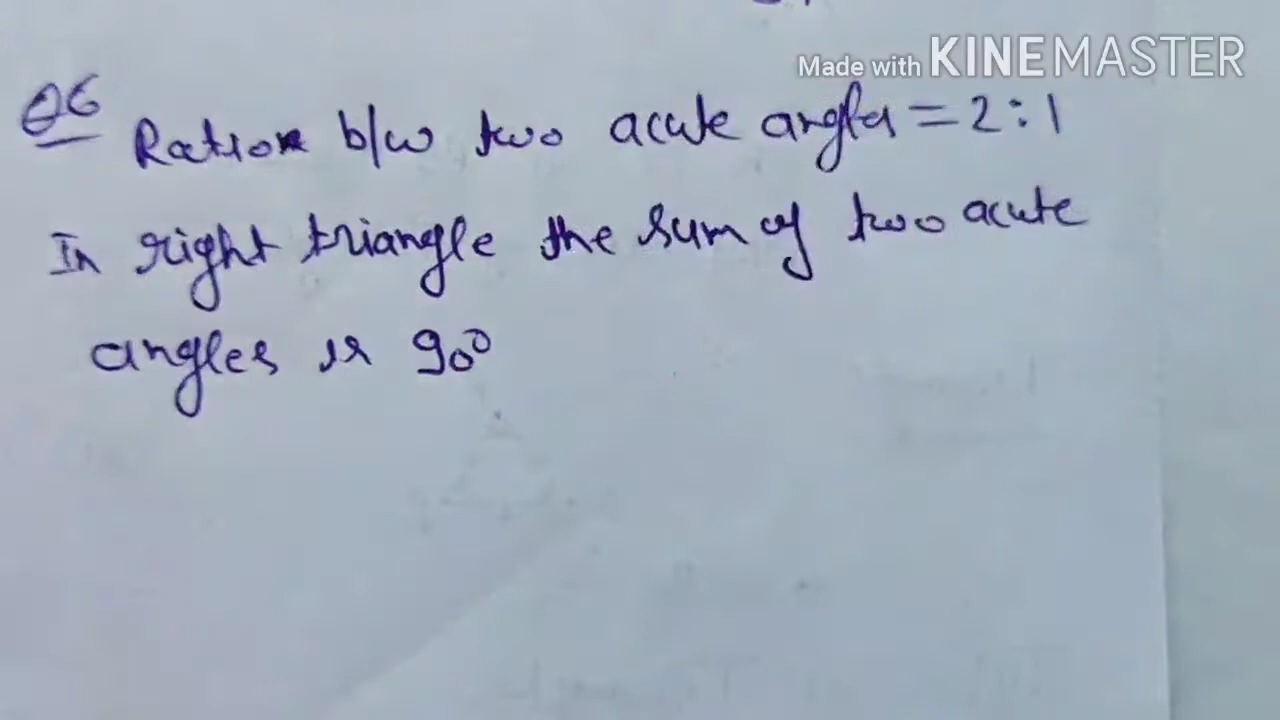 Made with KINEMASTER
Q6 Ratio b/w two acute angles = 2:1
In right triangle the sum of two acute
angles is 90°